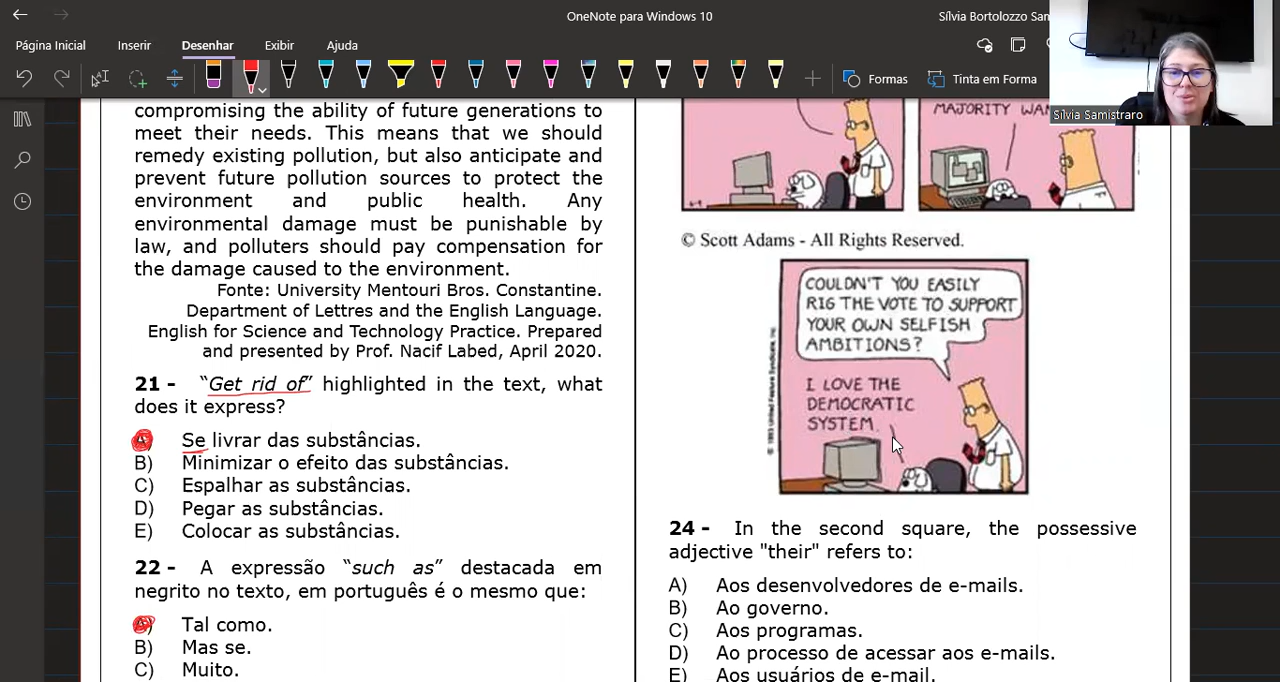 OneNote para Windows 10
Sílvia Bortolozzo San
Página Inicial
Inserir
Desenhar
Exibir
Ajuda
Formas
Tinta em Forma
Sílvia Samistraro
compromising the ability of future generations to
meet their needs. This means that we should
remedy existing pollution, but also anticipate and
prevent future pollution sources to protect the
environment and public health. Any
environmental damage must be punishable by
law, and polluters should pay compensation for
the damage caused to the environment.
Fonte: University Mentouri Bros. Constantine.
Department of Lettres and the English Language.
English for Science and Technology Practice. Prepared
and presented by Prof. Nacif Labed, April 2020.
21 - "Get rid of" highlighted in the text, what
does it express?
A) Se livrar das substâncias.
B) Minimizar o efeito das substâncias.
C) Espalhar as substâncias.
D) Pegar as substâncias.
E) Colocar as substâncias.
22 - A expressão "such as" destacada em
negrito no texto, em português é o mesmo que:
A) Tal como.
B) Mas se.
C) Muito.
MAJORITY WAN
© Scott Adams - All Rights Reserved.
COULDN'T YOU EASILY
RIG THE VOTE TO SUPPORT
YOUR OWN SELFISH
AMBITIONS?
I LOVE THE
DEMOCRATIC
SYSTEM.
© 1993 United Feature Syndicate, Inc.
24 - In the second square, the possessive
adjective "their" refers to:
A) Aos desenvolvedores de e-mails.
B) Ao governo.
C) Aos programas.
D) Ao processo de acessar aos e-mails.
E) Aos usuários de e-mail.